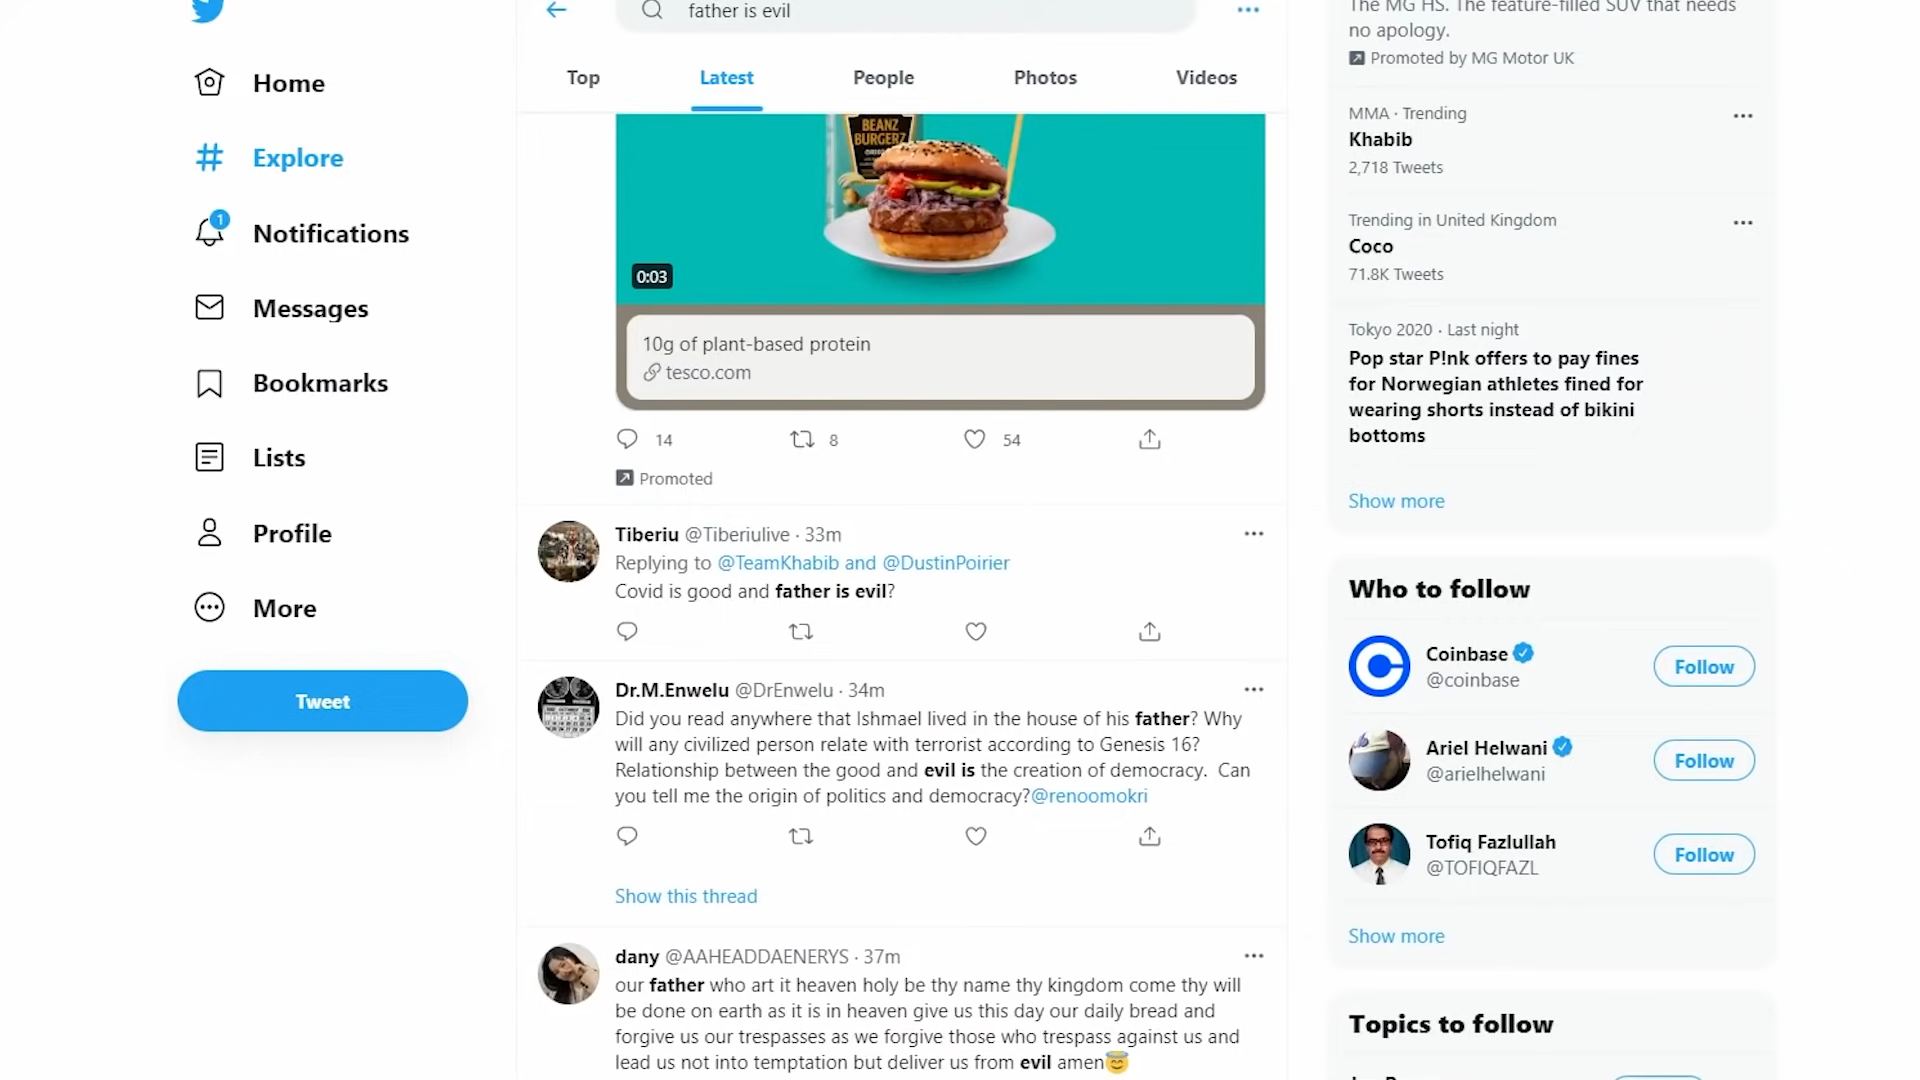 Home
Explore
1
Notifications
Messages
Bookmarks
Lists
Profile
More
Tweet
father is evil
Top
Latest
People
Photos
Videos
BEANZ
BURGERZ
0:03
10g of plant-based protein
tesco.com
14
8
54
Promoted
Tiberiu @Tiberiulive · 33m
Replying to @TeamKhabib and @DustinPoirier
Covid is good and father is evil?
Dr.M.Enwelu @DrEnwelu · 34m
Did you read anywhere that Ishmael lived in the house of his father? Why
will any civilized person relate with terrorist according to Genesis 16?
Relationship between the good and evil is the creation of democracy.  Can
you tell me the origin of politics and democracy?@renoomokri
Show this thread
dany @AAHEADDAENERYS · 37m
our father who art it heaven holy be thy name thy kingdom come thy will
be done on earth as it is in heaven give us this day our daily bread and
forgive us our trespasses as we forgive those who trespass against us and
lead us not into temptation but deliver us from evil amen😇
The MG HS. The feature-filled SUV that needs
no apology.
Promoted by MG Motor UK
MMA · Trending
Khabib
2,718 Tweets
Trending in United Kingdom
Coco
71.8K Tweets
Tokyo 2020 · Last night
Pop star P!nk offers to pay fines
for Norwegian athletes fined for
wearing shorts instead of bikini
bottoms
Show more
Who to follow
Coinbase
@coinbase
Follow
Ariel Helwani
@arielhelwani
Follow
Tofiq Fazlullah
@TOFIQFAZL
Follow
Show more
Topics to follow